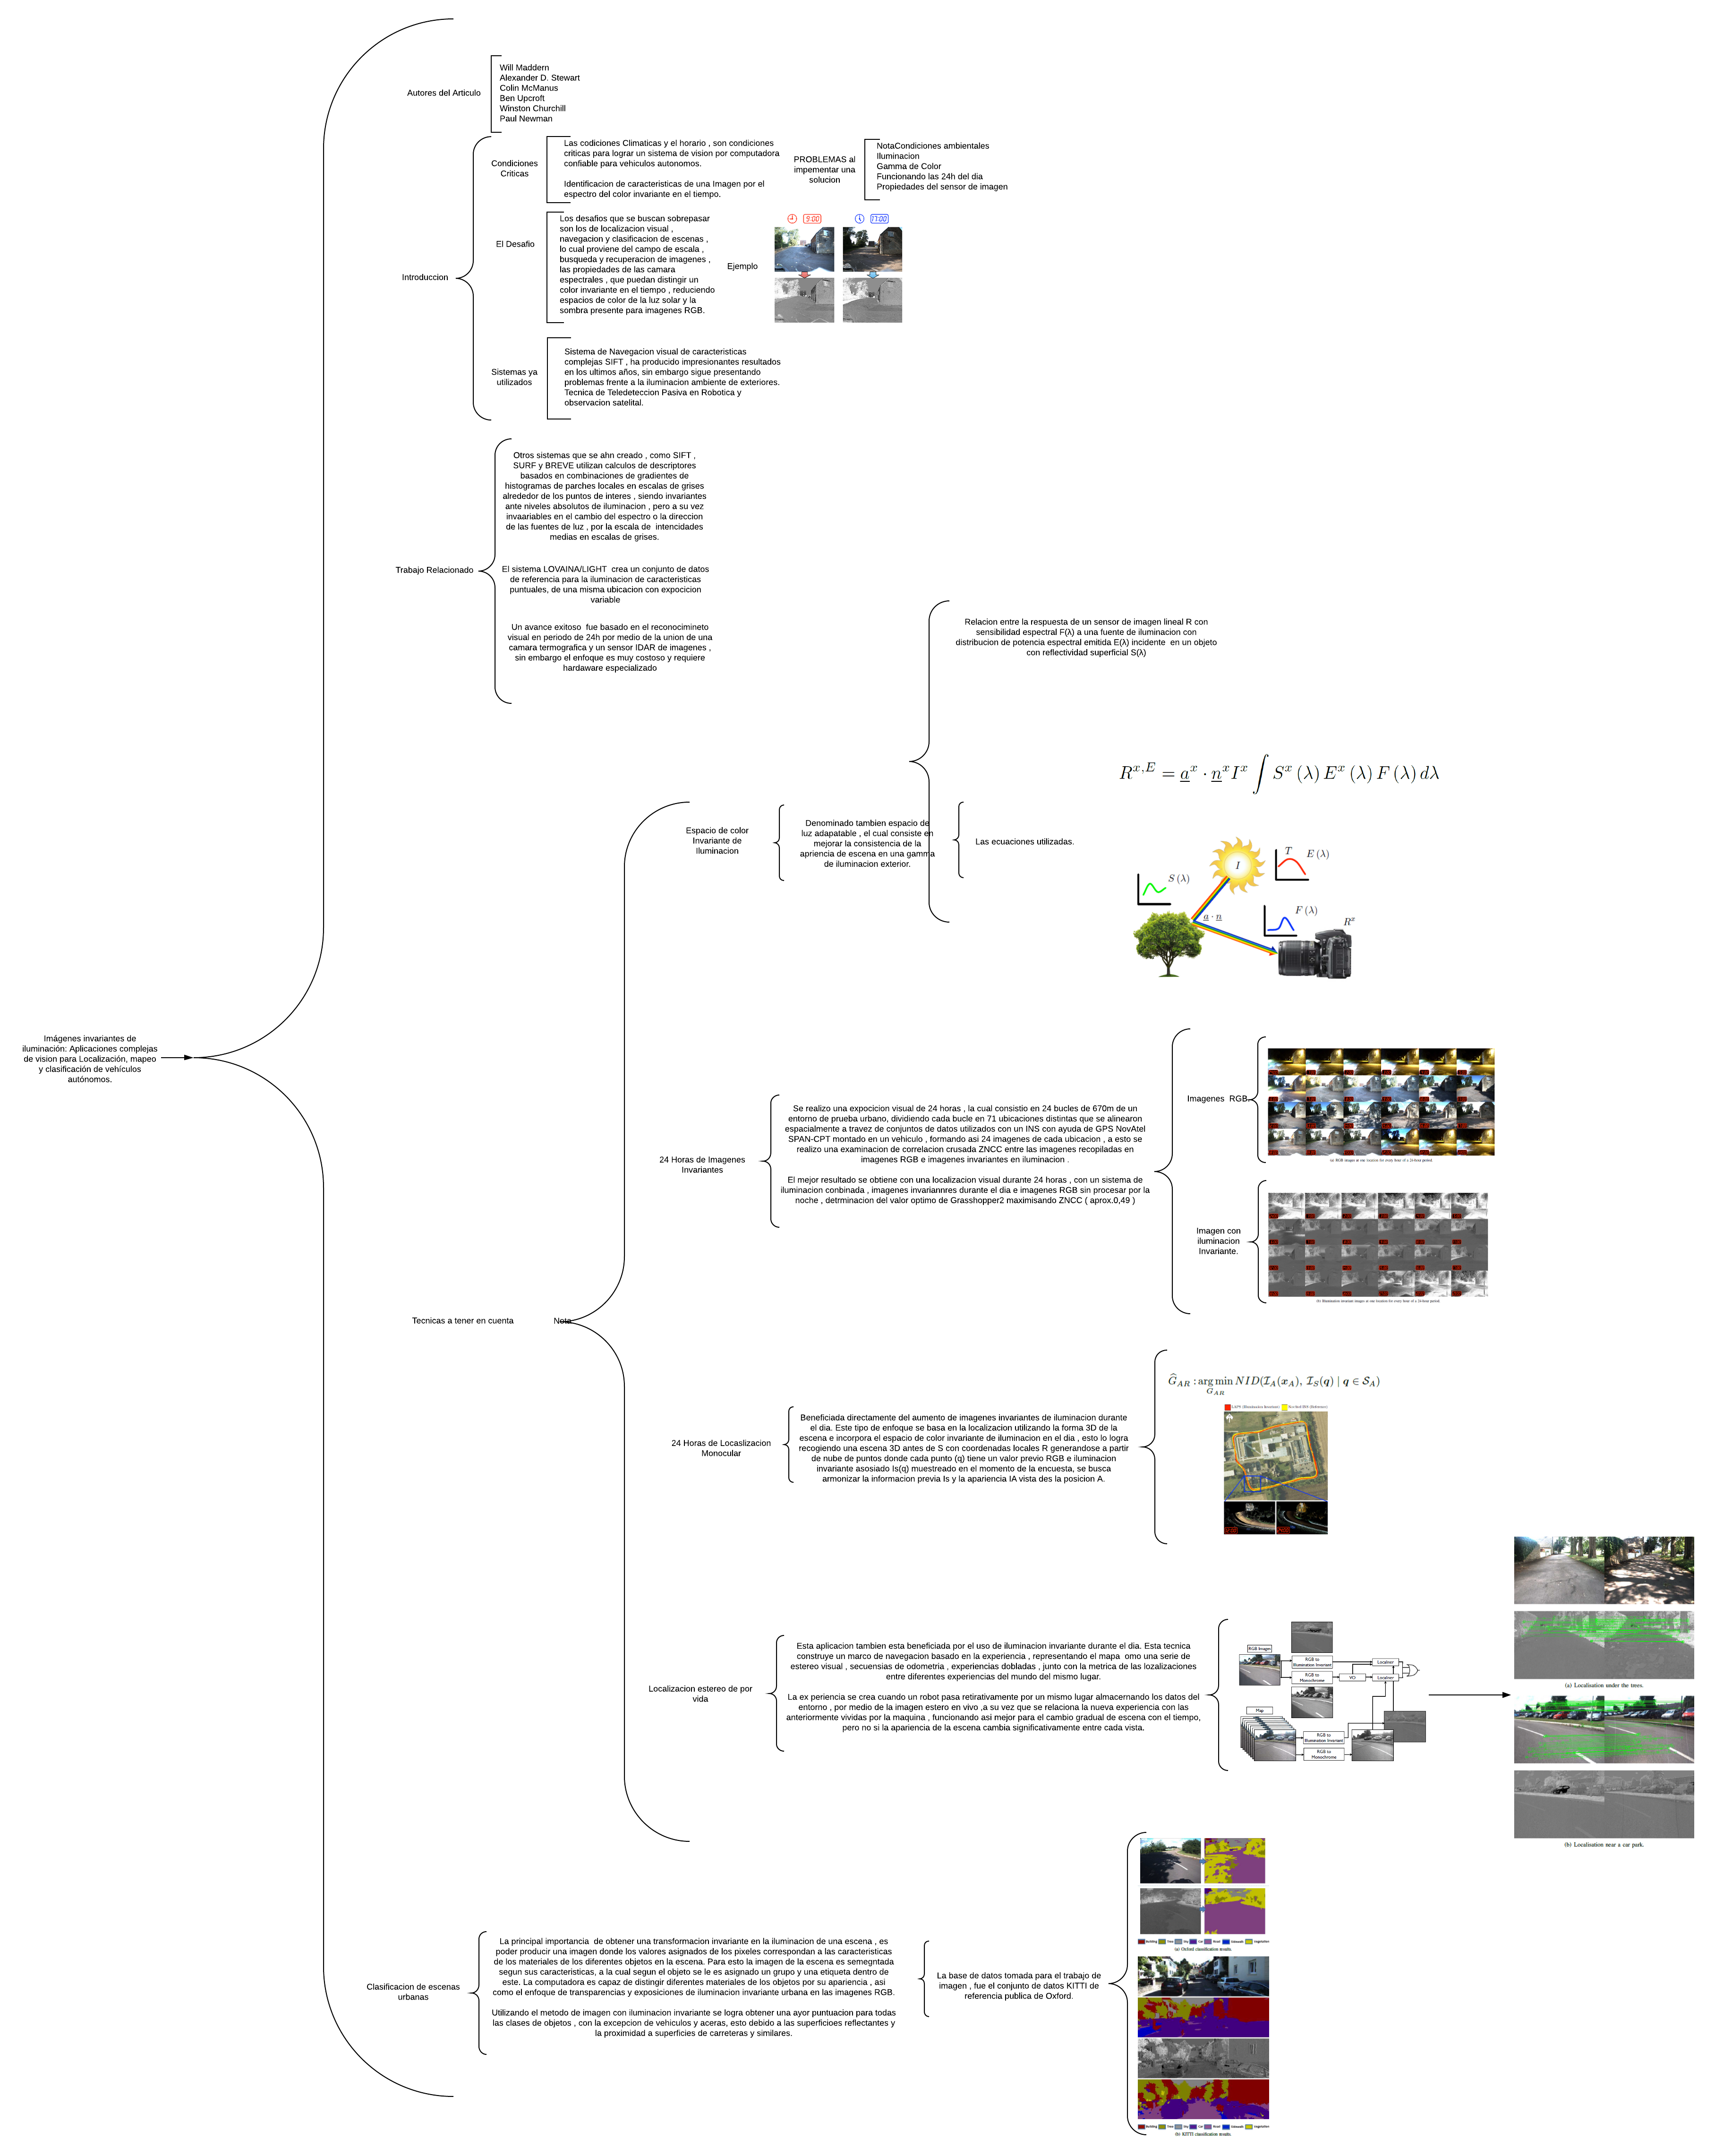 Imágenes invariantes de
iluminación: Aplicaciones complejas
de vision para Localización, mapeo
y clasificación de vehículos
autónomos.
Autores del Articulo
Will Maddern
Alexander D. Stewart
Colin McManus
Ben Upcroft
Winston Churchill
Paul Newman
Introduccion
Condiciones
Criticas
Las codiciones Climaticas y el horario , son condiciones
criticas para lograr un sistema de vision por computadora
confiable para vehiculos autonomos.
Identificacion de caracteristicas de una Imagen por el
espectro del color invariante en el tiempo.
PROBLEMAS al
impementar una
solucion
NotaCondiciones ambientales
Iluminacion
Gamma de Color
Funcionando las 24h del dia
Propiedades del sensor de imagen
El Desafio
Los desafios que se buscan sobrepasar
son los de localizacion visual ,
navegacion y clasificacion de escenas ,
lo cual proviene del campo de escala ,
busqueda y recuperacion de imagenes ,
las propiedades de las camara
espectrales , que puedan distingir un
color invariante en el tiempo , reduciendo
espacios de color de la luz solar y la
sombra presente para imagenes RGB.
Ejemplo
9:00
17:00
Sistemas ya
utilizados
Sistema de Navegacion visual de caracteristicas
complejas SIFT , ha producido impresionantes resultados
en los ultimos años, sin embargo sigue presentando
problemas frente a la iluminacion ambiente de exteriores.
Tecnica de Teledeteccion Pasiva en Robotica y
observacion satelital.
Trabajo Relacionado
Otros sistemas que se ahn creado , como SIFT ,
SURF y BREVE utilizan calculos de descriptores
basados en combinaciones de gradientes de
histogramas de parches locales en escalas de grises
alrededor de los puntos de interes , siendo invariantes
ante niveles absolutos de iluminacion , pero a su vez
invaariables en el cambio del espectro o la direccion
de las fuentes de luz , por la escala de intencidades
medias en escalas de grises.
El sistema LOVAINA/LIGHT crea un conjunto de datos
de referencia para la iluminacion de caracteristicas
puntuales, de una misma ubicacion con expocicion
variable
Un avance exitoso fue basado en el reconocimineto
visual en periodo de 24h por medio de la union de una
camara termografica y un sensor IDAR de imagenes ,
sin embargo el enfoque es muy costoso y requiere
hardaware especializado
Tecnicas a tener en cuenta
Nota
Espacio de color
Invariante de
Iluminacion
Denominado tambien espacio de
luz adapatable , el cual consiste en
mejorar la consistencia de la
apriencia de escena en una gamma
de iluminacion exterior.
Relacion entre la respuesta de un sensor de imagen lineal R con
sensibilidad espectral F(λ) a una fuente de iluminacion con
distribucion de potencia espectral emitida E(λ) incidente en un objeto
con reflectividad superficial S(λ)
Las ecuaciones utilizadas.
R^{x,E} = a^x · n^x I^x ∫ S^x (λ) E^x (λ) F (λ) dλ
I
T
E (λ)
S (λ)
a · n
F (λ)
R^x
24 Horas de Imagenes
Invariantes
Se realizo una expocicion visual de 24 horas , la cual consistio en 24 bucles de 670m de un
entorno de prueba urbano, dividiendo cada bucle en 71 ubicaciones distintas que se alinearon
espacialmente a travez de conjuntos de datos utilizados con un INS con ayuda de GPS NovAtel
SPAN-CPT montado en un vehiculo , formando asi 24 imagenes de cada ubicacion , a esto se
realizo una examinacion de correlacion crusada ZNCC entre las imagenes recopiladas en
imagenes RGB e imagenes invariantes en iluminacion .
El mejor resultado se obtiene con una localizacion visual durante 24 horas , con un sistema de
iluminacion conbinada , imagenes invariannres durante el dia e imagenes RGB sin procesar por la
noche , detrminacion del valor optimo de Grasshopper2 maximisando ZNCC ( aprox.0,49 )
Imagenes RGB.
(a) RGB images at one location for every hour of a 24-hour period.
Imagen con
iluminacion
Invariante.
(b) Illumination invariant images at one location for every hour of a 24-hour period.
24 Horas de Locaslizacion
Monocular
Beneficiada directamente del aumento de imagenes invariantes de iluminacion durante
el dia. Este tipo de enfoque se basa en la localizacion utilizando la forma 3D de la
escena e incorpora el espacio de color invariante de iluminacion en el dia , esto lo logra
recogiendo una escena 3D antes de S con coordenadas locales R generandose a partir
de nube de puntos donde cada punto (q) tiene un valor previo RGB e iluminacion
invariante asosiado Is(q) muestreado en el momento de la encuesta, se busca
armonizar la informacion previa Is y la apariencia IA vista des la posicion A.
Ĝ_{AR} : arg min_{G_{AR}} NID(I_A(x_A), I_S(q) | q ∈ S_A)
Localizacion estereo de por
vida
Esta aplicacion tambien esta beneficiada por el uso de iluminacion invariante durante el dia. Esta tecnica
construye un marco de navegacion basado en la experiencia , representando el mapa omo una serie de
estereo visual , secuensias de odometria , experiencias dobladas , junto con la metrica de las lozalizaciones
entre diferentes experiencias del mundo del mismo lugar.
La ex periencia se crea cuando un robot pasa retirativamente por un mismo lugar almacernando los datos del
entorno , por medio de la imagen estero en vivo ,a su vez que se relaciona la nueva experiencia con las
anteriormente vividas por la maquina , funcionando asi mejor para el cambio gradual de escena con el tiempo,
pero no si la apariencia de la escena cambia significativamente entre cada vista.
RGB Images
RGB to
Illumination Invariant
RGB to
Monochrome
VO
Localiser
Localiser
Map
RGB to
Illumination Invariant
RGB to
Monochrome
(a) Localisation under the trees.
(b) Localisation near a car park.
Clasificacion de escenas
urbanas
La principal importancia de obtener una transformacion invariante en la iluminacion de una escena , es
poder producir una imagen donde los valores asignados de los pixeles correspondan a las caracteristicas
de los materiales de los diferentes objetos en la escena. Para esto la imagen de la escena es semegntada
segun sus caracteristicas, a la cual segun el objeto se le es asignado un grupo y una etiqueta dentro de
este. La computadora es capaz de distingir diferentes materiales de los objetos por su apariencia , asi
como el enfoque de transparencias y exposiciones de iluminacion invariante urbana en las imagenes RGB.
Utilizando el metodo de imagen con iluminacion invariante se logra obtener una ayor puntuacion para todas
las clases de objetos , con la excepcion de vehiculos y aceras, esto debido a las superficioes reflectantes y
la proximidad a superficies de carreteras y similares.
La base de datos tomada para el trabajo de
imagen , fue el conjunto de datos KITTI de
referencia publica de Oxford.
(a) Oxford classification results.
(b) KITTI classification results.